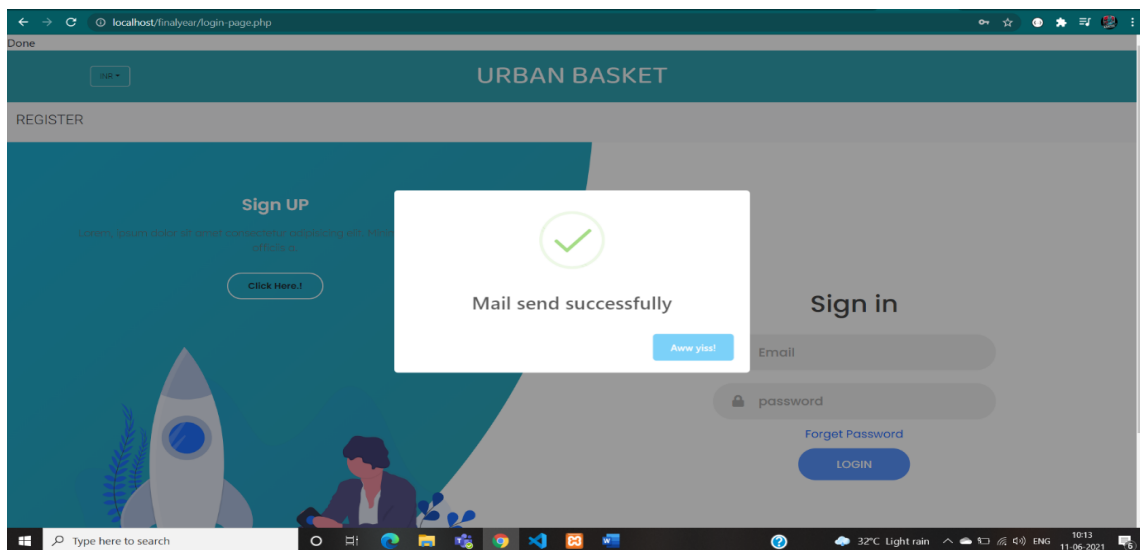 localhost/finalyear/login-page.php
Done
INR
URBAN BASKET
REGISTER
Sign UP
Click Here.!
Mail send successfully
Aww yiss!
Sign in
Email
password
Forget Password
LOGIN
Type here to search
32°C Light rain
ENG
10:13
11-06-2021
6